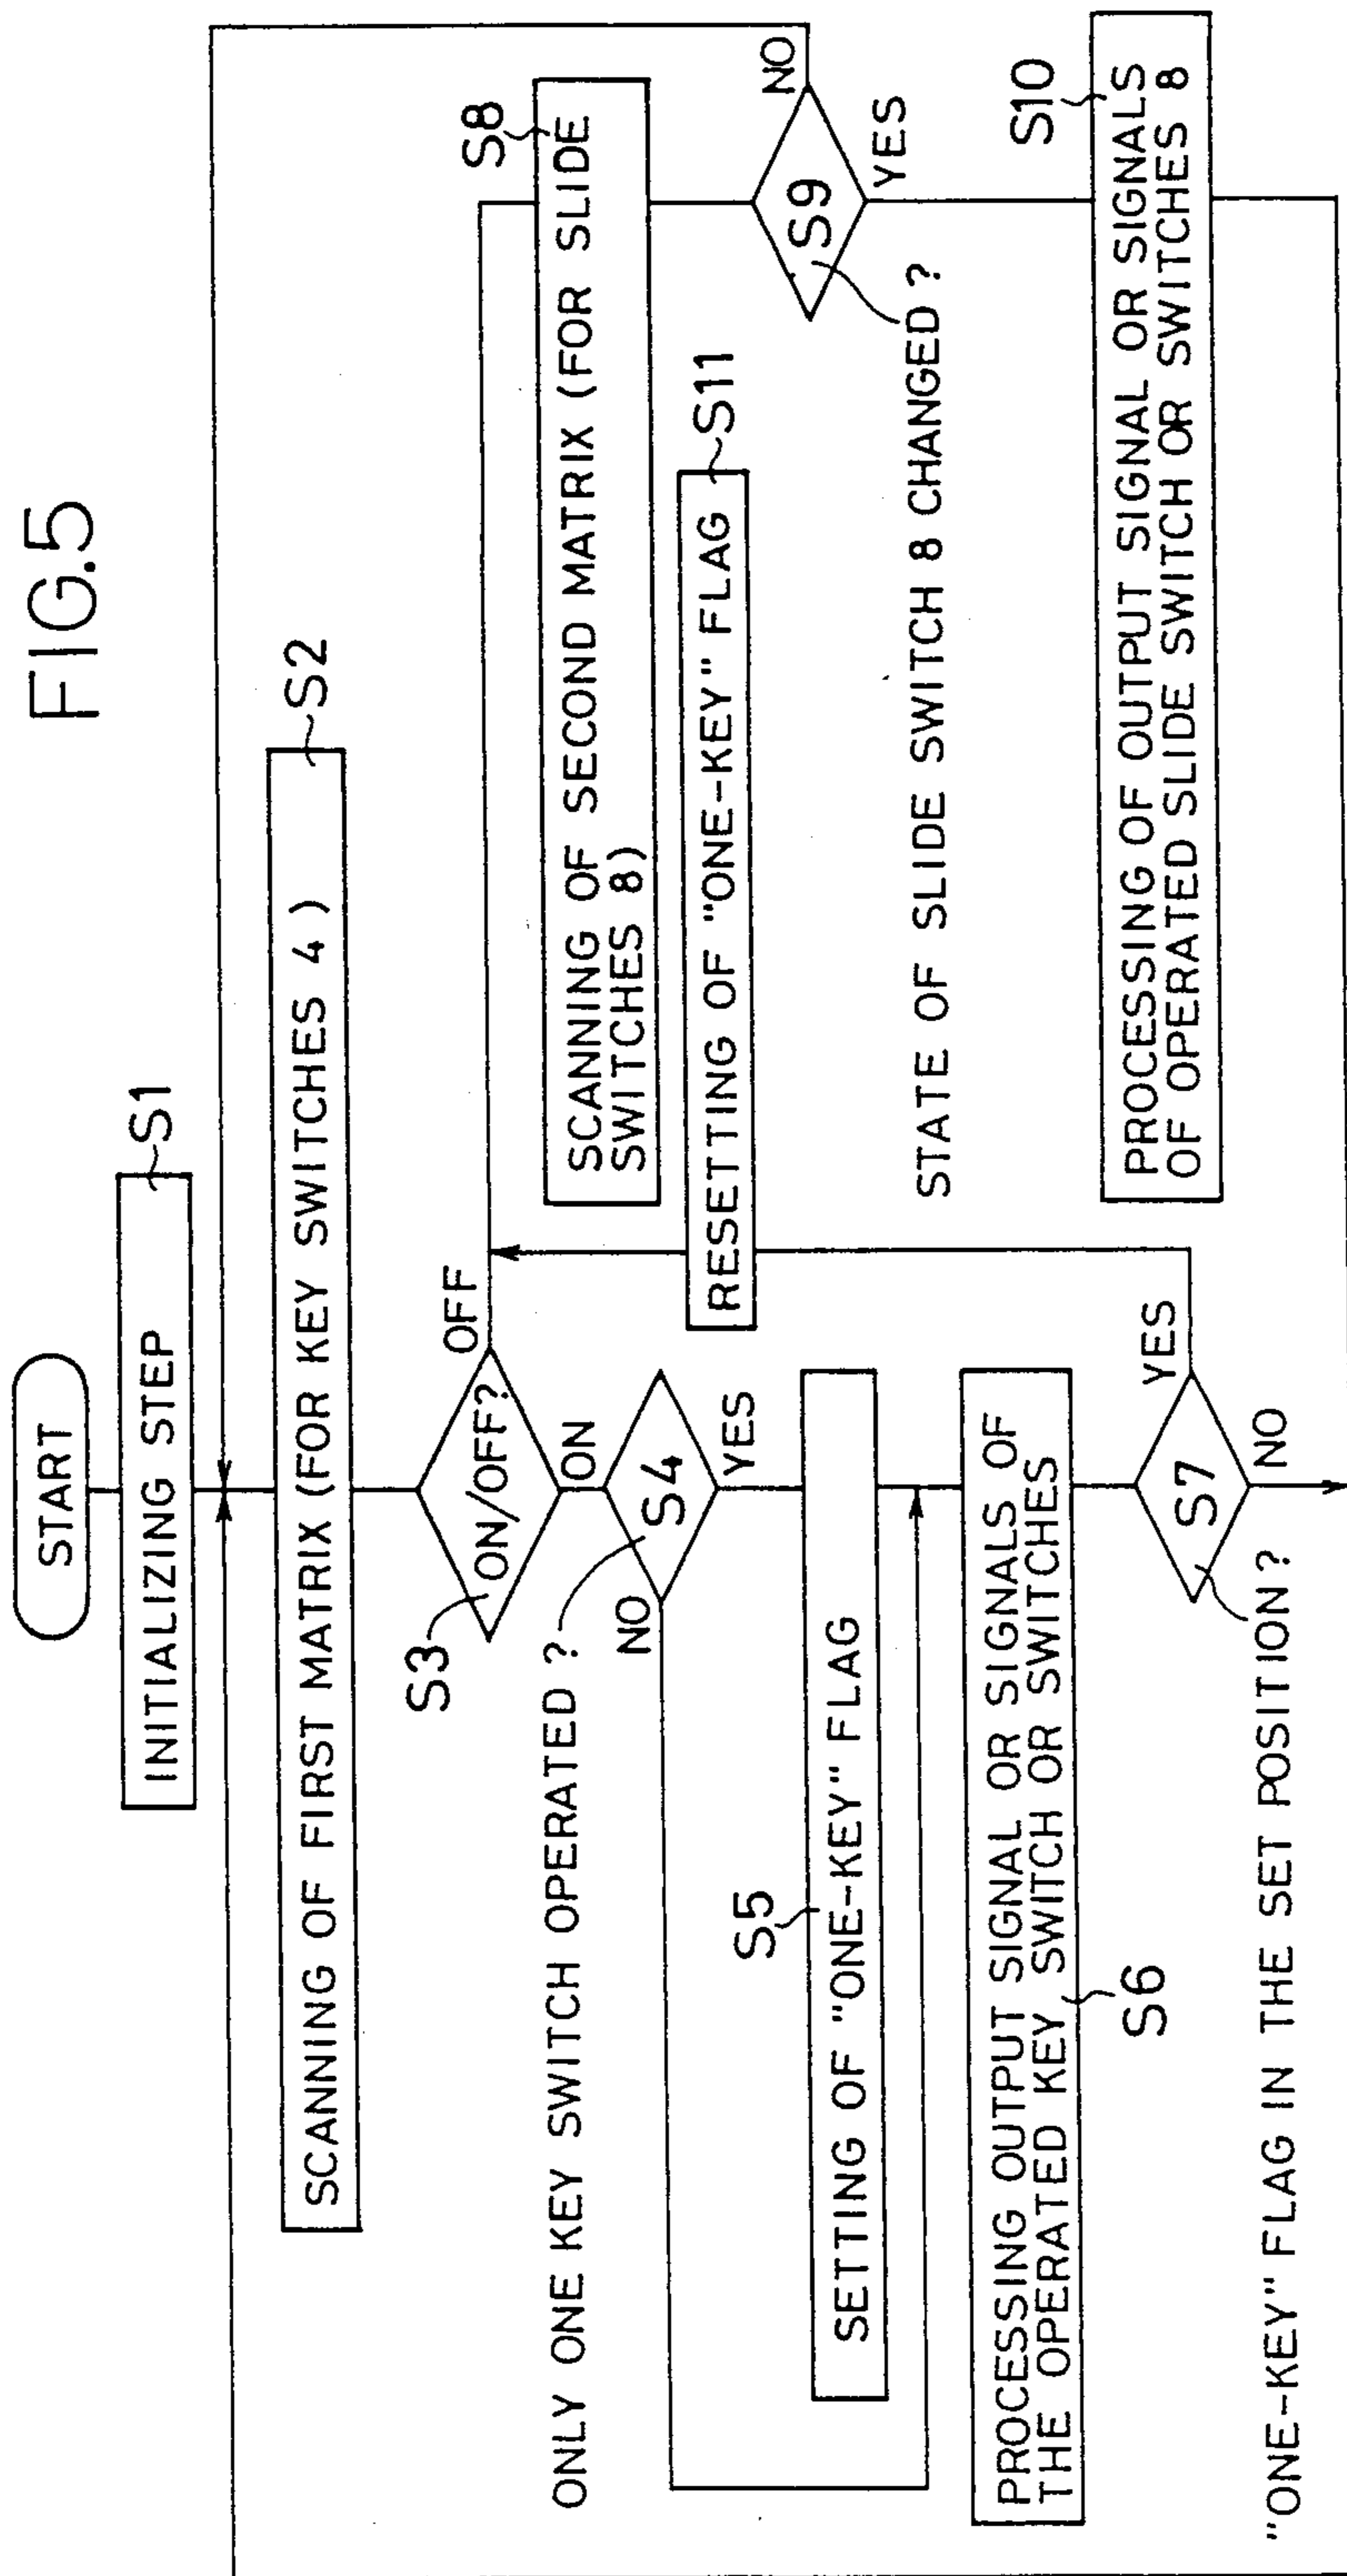 FIG.5
START
INITIALIZING STEP
S1
SCANNING OF FIRST MATRIX (FOR KEY SWITCHES 4)
S2
S3
ON/OFF?
OFF
ON
ONLY ONE KEY SWITCH OPERATED ?
S4
NO
YES
S5
SETTING OF "ONE-KEY" FLAG
PROCESSING OUTPUT SIGNAL OR SIGNALS OF
THE OPERATED KEY SWITCH OR SWITCHES
S6
S7
YES
NO
"ONE-KEY" FLAG IN THE SET POSITION ?
S8
SCANNING OF SECOND MATRIX (FOR SLIDE
SWITCHES 8)
RESETTING OF "ONE-KEY" FLAG
S11
S9
NO
YES
STATE OF SLIDE SWITCH 8 CHANGED ?
S10
PROCESSING OF OUTPUT SIGNAL OR SIGNALS
OF OPERATED SLIDE SWITCH OR SWITCHES 8